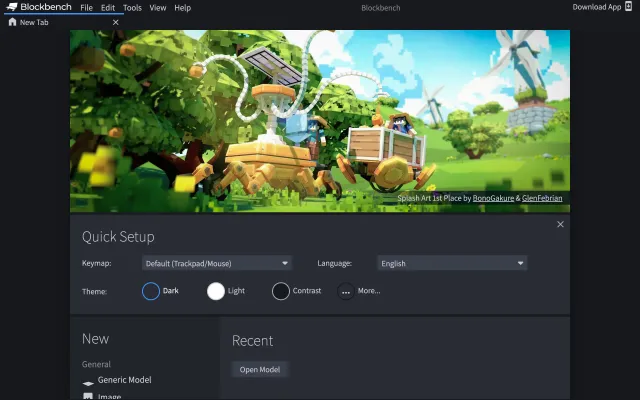 Blockbench File Edit Tools View Help Blockbench Download App
New Tab
Splash Art 1st Place by BonoGakure & GlenFebrian
Quick Setup
Keymap: Default (Trackpad/Mouse) Language: English
Theme: Dark Light Contrast More...
New
Recent
General
Open Model
Generic Model
Image